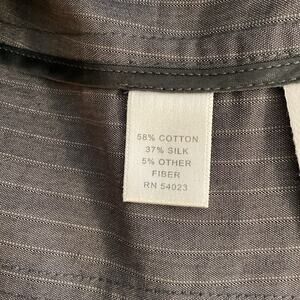 58% COTTON
37% SILK
5% OTHER
FIBER
RN 54023